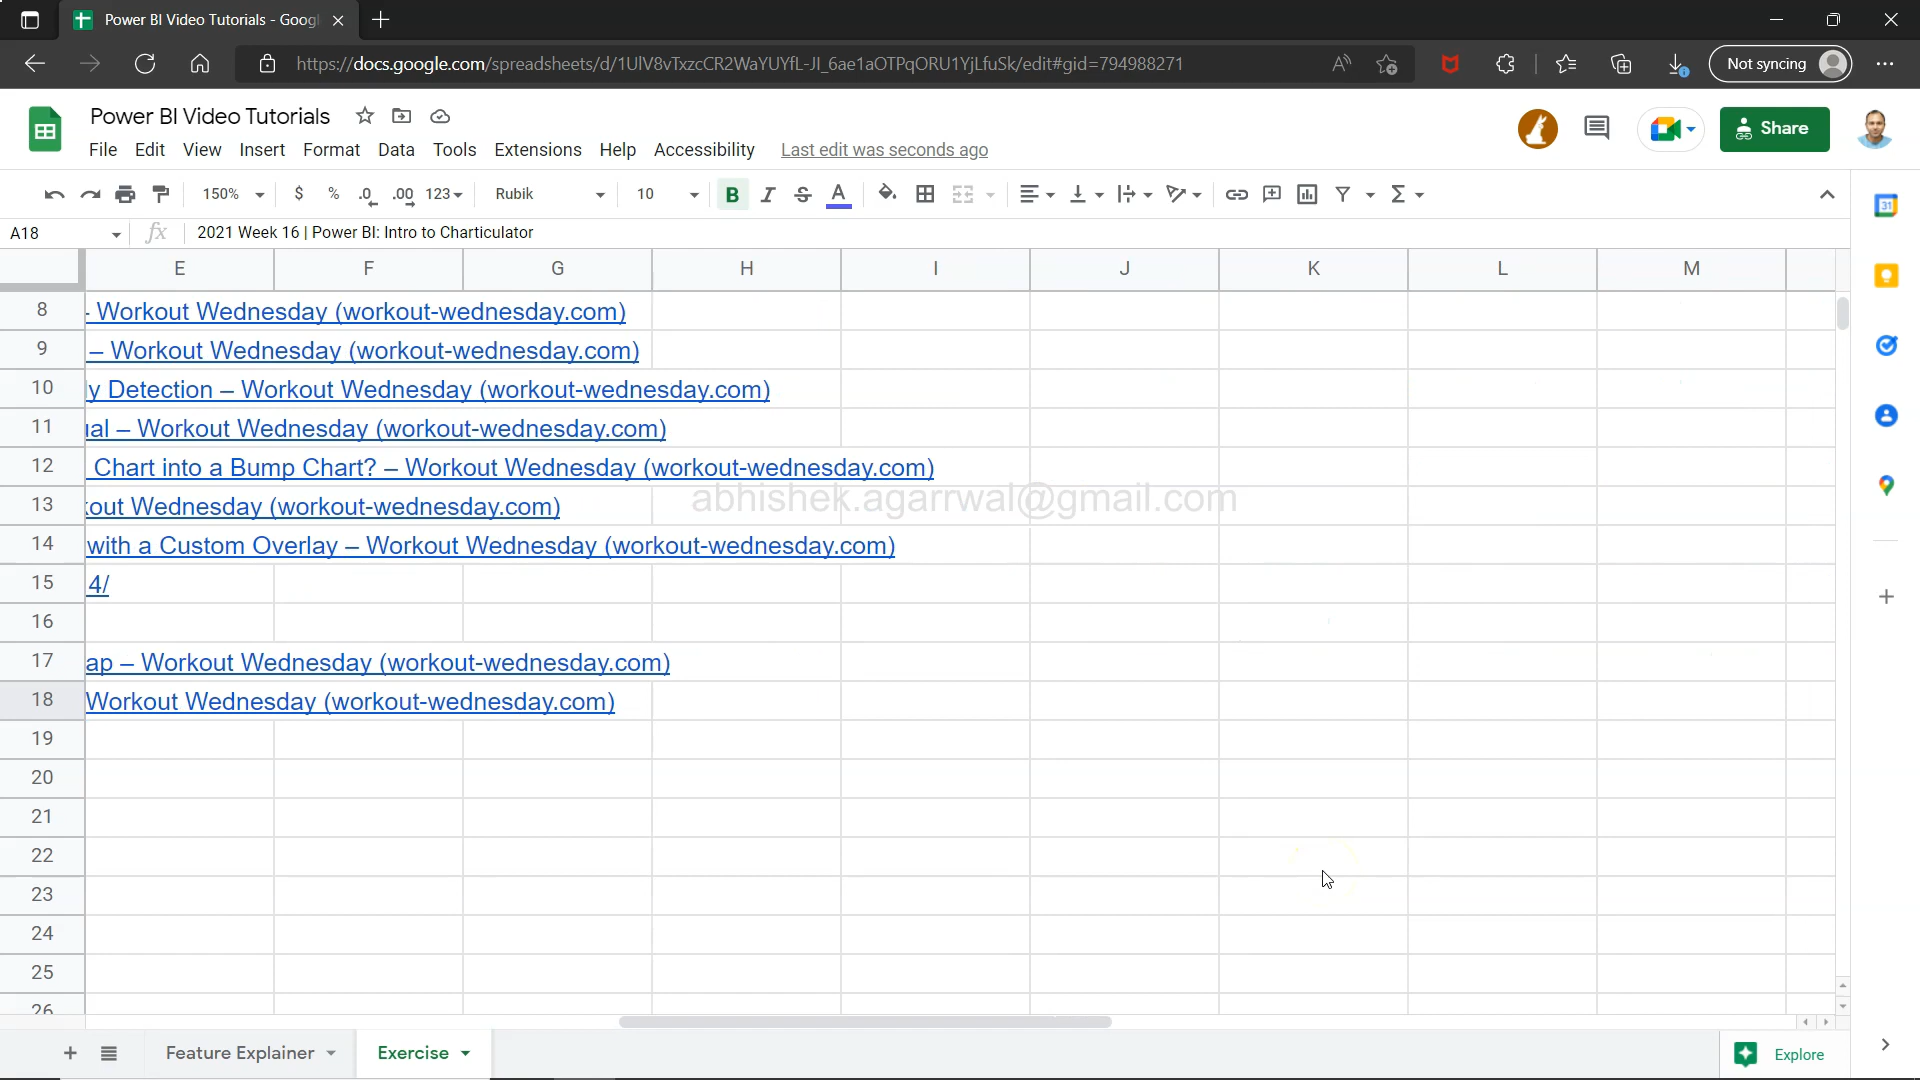 Power BI Video Tutorials - Googl
https://docs.google.com/spreadsheets/d/1UlV8vTxzcCR2WaYUYfL-JI_6ae1aOTPqORU1YjLfuSk/edit#gid=794988271
Not syncing
Power BI Video Tutorials
File Edit View Insert Format Data Tools Extensions Help Accessibility Last edit was seconds ago
Share
150% $ % .0 .00 123 Rubik 10 B I S A
A18 fx 2021 Week 16 | Power BI: Intro to Charticulator
E F G H I J K L M
8 - Workout Wednesday (workout-wednesday.com)
9 – Workout Wednesday (workout-wednesday.com)
10 y Detection – Workout Wednesday (workout-wednesday.com)
11 ual – Workout Wednesday (workout-wednesday.com)
12 Chart into a Bump Chart? – Workout Wednesday (workout-wednesday.com)
abhishek.agarrwal@gmail.com
13 kout Wednesday (workout-wednesday.com)
14 with a Custom Overlay – Workout Wednesday (workout-wednesday.com)
15 4/
16
17 ap – Workout Wednesday (workout-wednesday.com)
18 Workout Wednesday (workout-wednesday.com)
19
20
21
22
23
24
25
26
31
Feature Explainer Exercise Explore